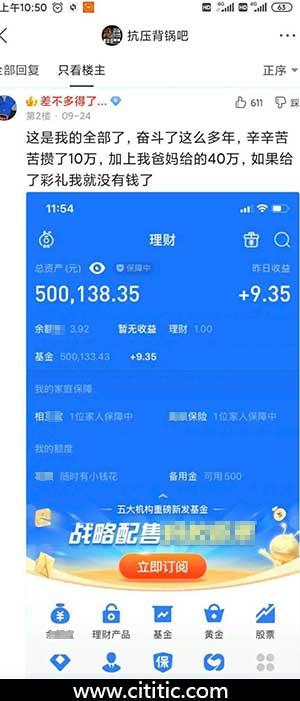 上午10:50
HD 4G HD 4G 63
抗压背锅吧
全部回复 只看楼主 正序
差不多得了...
611 踩
第2楼 · 09-24
这是我的全部了，奋斗了这么多年，辛辛苦
苦攒了10万，加上我爸妈给的40万，如果给
了彩礼我就没有钱了
11:54
理财
总资产(元) 保障中 昨日收益
500,138.35 +9.35
余 3.92 暂无收益 理财 1.00
基金 500,133.43 +9.35
我的家庭保障
相 1位家人保障中 保险 1位家人保障中
我的额度
随时有小钱花 备用金 可用500
五大机构重磅新发基金
战略配售
立即订阅
理财产品 基金 黄金 股票
保
www.cititic.com